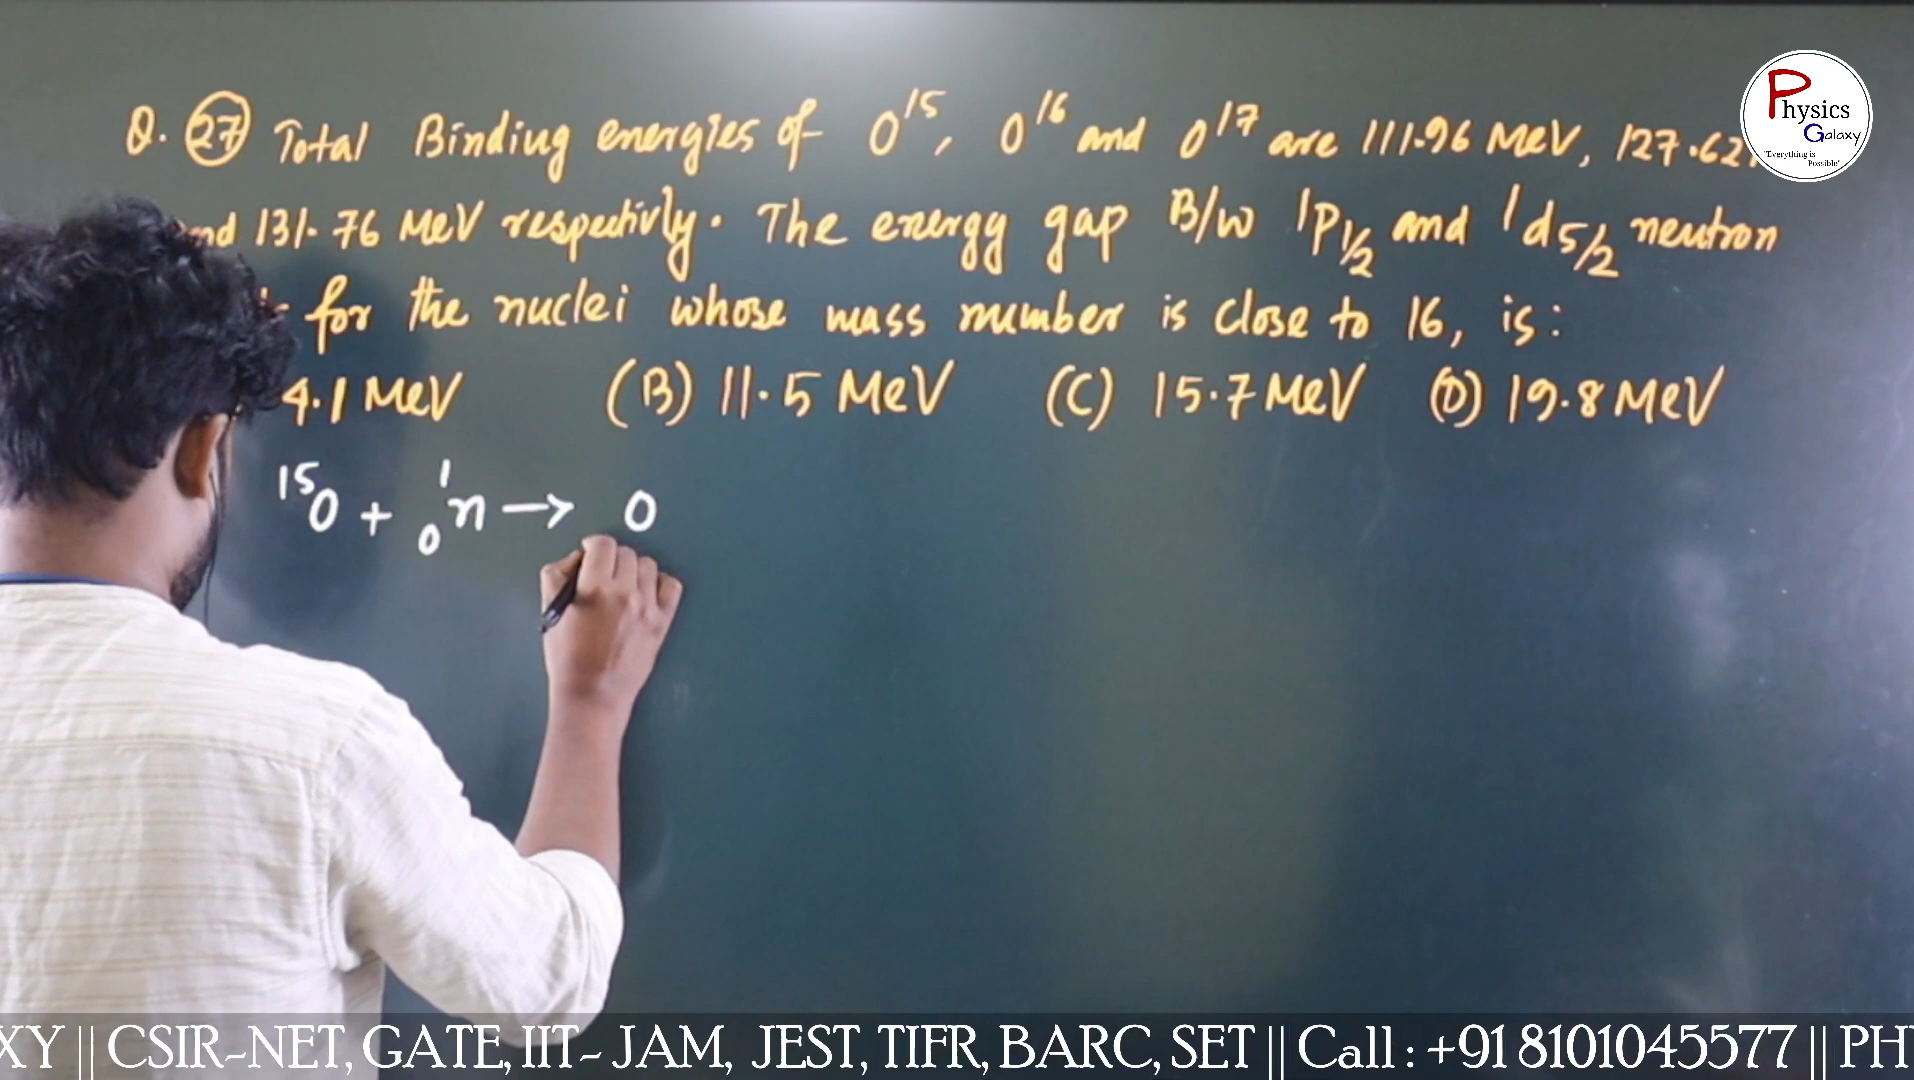 Q. 27 Total Binding energies of O¹⁵, O¹⁶ and O¹⁷ are 111.96 MeV, 127.62
131.76 MeV respectivly. The energy gap B/w 1P1/2 and 1d5/2 neutron
for the nuclei whose mass number is close to 16, is:
4.1 MeV (B) 11.5 MeV (C) 15.7 MeV (D) 19.8 MeV
¹⁵O + ¹₀n → O
Physics
Galaxy
"Everything is
Possible"
XY || CSIR-NET, GATE, IIT- JAM, JEST, TIFR, BARC, SET || Call : +91 8101045577 || PH